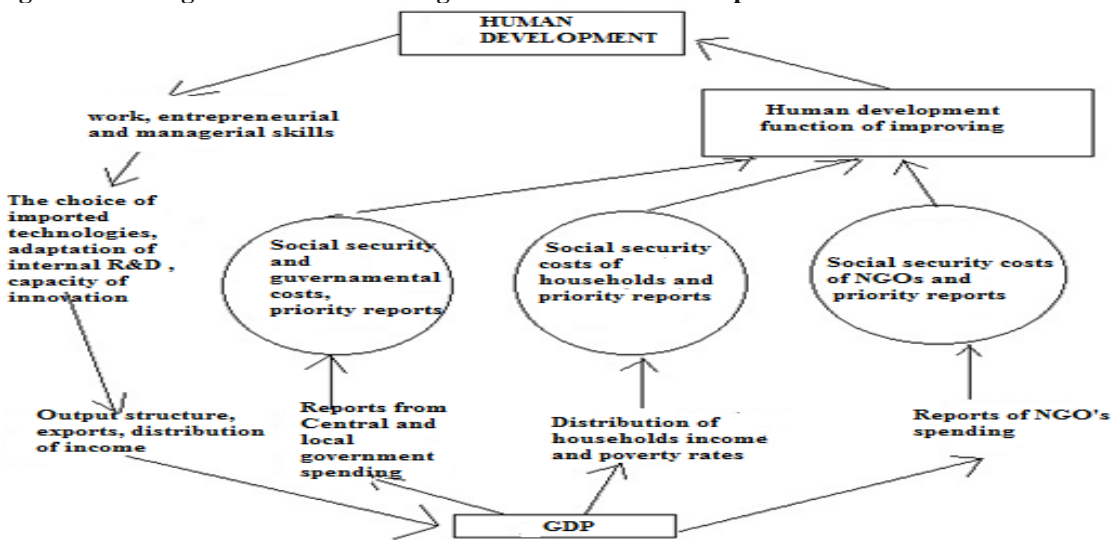 HUMAN
DEVELOPMENT
work, entrepreneurial
and managerial skills
Human development
function of improving
The choice of
imported
technologies,
adaptation of
internal R&D ,
capacity of
innovation
Social security
and
guvernamental
costs,
priority reports
Social security
costs of
households and
priority reports
Social security costs
of NGOs and
priority reports
Output structure,
exports, distribution
of income
Reports from
Central and
local
government
spending
Distribution of
households income
and poverty rates
Reports of NGO's
spending
GDP